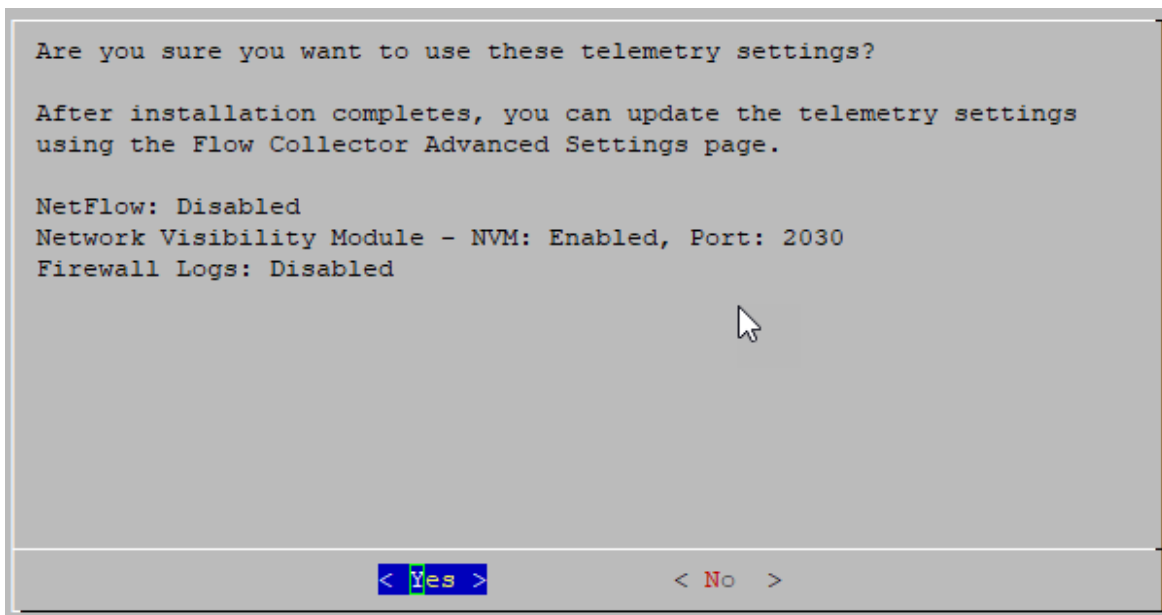 Are you sure you want to use these telemetry settings?
After installation completes, you can update the telemetry settings
using the Flow Collector Advanced Settings page.
NetFlow: Disabled
Network Visibility Module - NVM: Enabled, Port: 2030
Firewall Logs: Disabled
< Yes > < No >